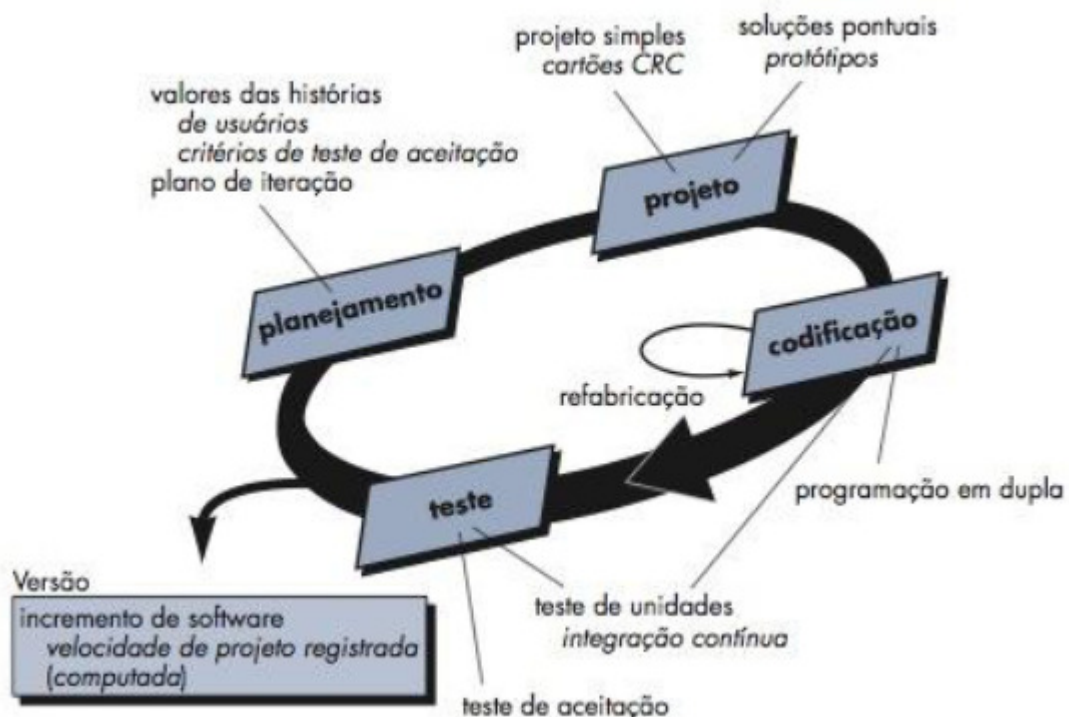 projeto simples
cartões CRC
soluções pontuais
protótipos
valores das histórias
de usuários
critérios de teste de aceitação
plano de iteração
projeto
planejamento
codificação
refabricação
programação em dupla
teste
teste de unidades
integração contínua
teste de aceitação
Versão
incremento de software
velocidade de projeto registrada
(computada)